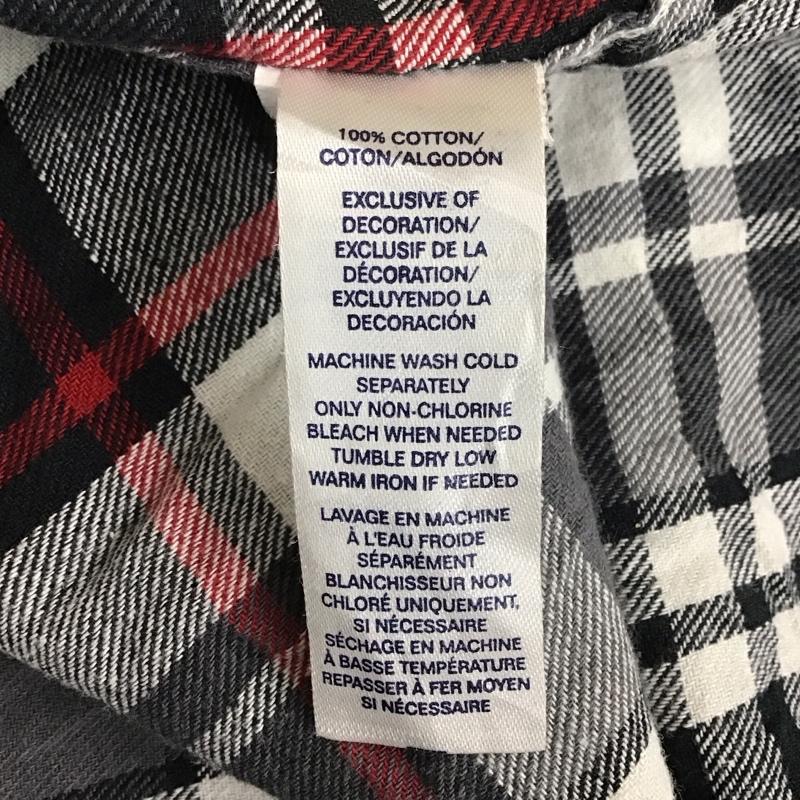 100% COTTON/
COTON/ALGODÓN
EXCLUSIVE OF
DECORATION/
EXCLUSIF DE LA
DÉCORATION/
EXCLUYENDO LA
DECORACIÓN
MACHINE WASH COLD
SEPARATELY
ONLY NON-CHLORINE
BLEACH WHEN NEEDED
TUMBLE DRY LOW
WARM IRON IF NEEDED
LAVAGE EN MACHINE
À L'EAU FROIDE
SÉPARÉMENT
BLANCHISSEUR NON
CHLORÉ UNIQUEMENT,
SI NÉCESSAIRE
SÉCHAGE EN MACHINE
À BASSE TEMPÉRATURE
REPASSER À FER MOYEN
SI NÉCESSAIRE